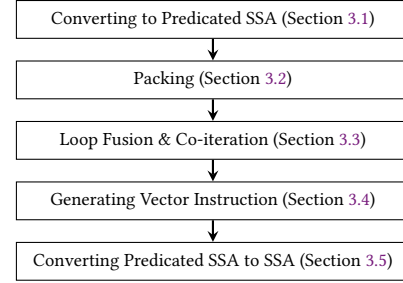 Converting to Predicated SSA (Section 3.1)
Packing (Section 3.2)
Loop Fusion & Co-iteration (Section 3.3)
Generating Vector Instruction (Section 3.4)
Converting Predicated SSA to SSA (Section 3.5)